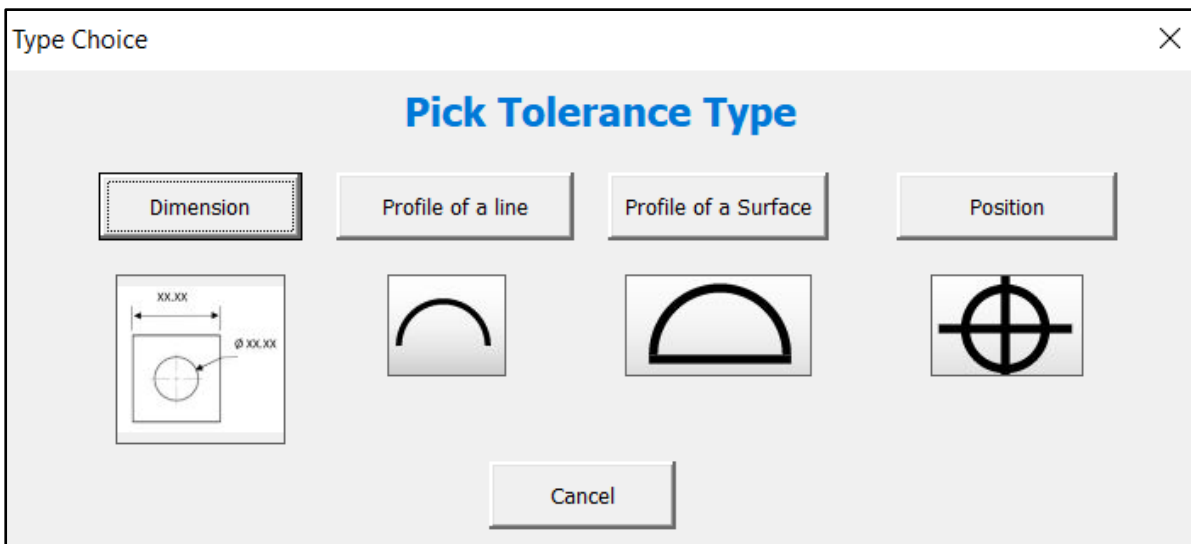 Type Choice
Pick Tolerance Type
Dimension
Profile of a line
Profile of a Surface
Position
XX.XX
Ø XX.XX
Cancel